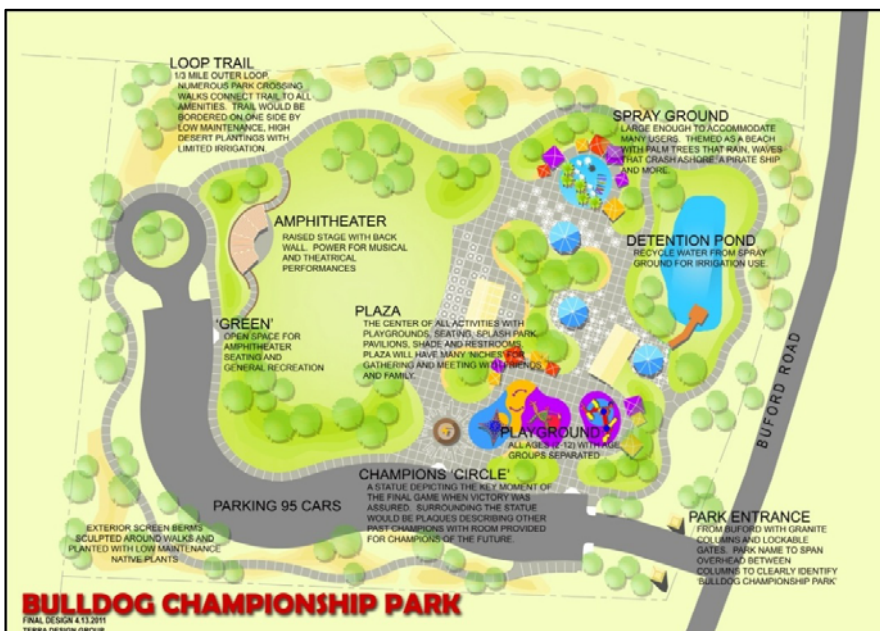 LOOP TRAIL
1/3 MILE OUTER LOOP.
NUMEROUS PARK CROSSING
WALKS CONNECT TRAIL TO ALL
AMENITIES. TRAIL WOULD BE
BORDERED ON ONE SIDE BY
LOW MAINTENANCE, HIGH
DESERT PLANTINGS WITH
LIMITED IRRIGATION.
SPRAY GROUND
LARGE ENOUGH TO ACCOMMODATE
MANY USERS. THEMED AS A BEACH
WITH PALM TREES THAT RAIN, WAVES
THAT CRASH ASHORE, A PIRATE SHIP
AND MORE.
AMPHITHEATER
RAISED STAGE WITH BACK
WALL. POWER FOR MUSICAL
AND THEATRICAL
PERFORMANCES
DETENTION POND
RECYCLE WATER FROM SPRAY
GROUND FOR IRRIGATION USE.
'GREEN'
OPEN SPACE FOR
AMPHITHEATER
SEATING AND
GENERAL RECREATION
PLAZA
THE CENTER OF ALL ACTIVITIES WITH
PLAYGROUNDS, SEATING, SPLASH PARK,
PAVILIONS, SHADE AND RESTROOMS.
PLAZA WILL HAVE MANY 'NICHES' FOR
GATHERING AND MEETING WITH FRIENDS
AND FAMILY.
BUFORD ROAD
PLAYGROUND
ALL AGES (2-12) WITH AGE
GROUPS SEPARATED
CHAMPIONS 'CIRCLE'
A STATUE DEPICTING THE KEY MOMENT OF
THE FINAL GAME WHEN VICTORY WAS
ASSURED. SURROUNDING THE STATUE
WOULD BE PLAQUES DESCRIBING OTHER
PAST CHAMPIONS WITH ROOM PROVIDED
FOR CHAMPIONS OF THE FUTURE.
PARKING 95 CARS
PARK ENTRANCE
FROM BUFORD WITH GRANITE
COLUMNS AND LOCKABLE
GATES. PARK NAME TO SPAN
OVERHEAD BETWEEN
COLUMNS TO CLEARLY IDENTIFY
'BULLDOG CHAMPIONSHIP PARK'
EXTERIOR SCREEN BERMS
SCULPTED AROUND WALKS AND
PLANTED WITH LOW MAINTENANCE
NATIVE PLANTS
BULLDOG CHAMPIONSHIP PARK
FINAL DESIGN 4.13.2011
TERRA DESIGN GROUP